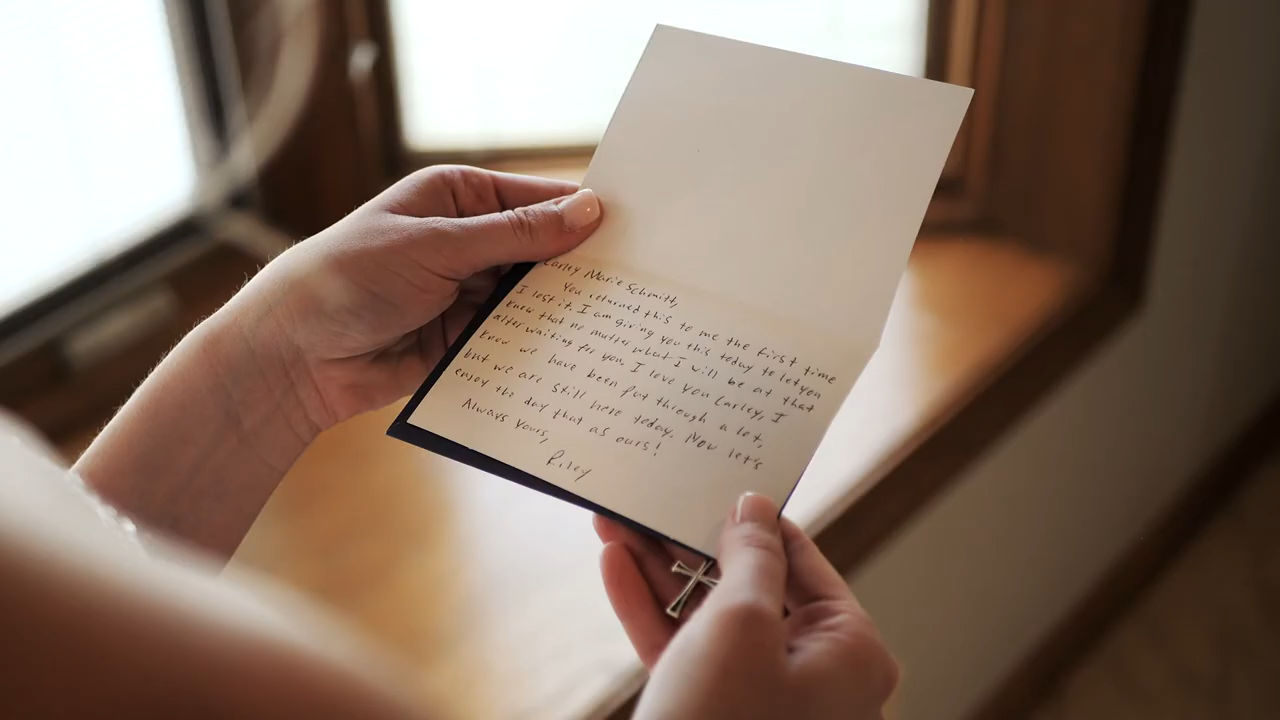 Carley Marie Schmitt,
You returned this to me the first time
I lost it. I am giving you this today to let you
know that no matter what I will be at that
alter waiting for you. I love you Carley, I
know we have been put through a lot,
but we are still here today. Now let's
enjoy the day that as ours!
Always Yours,
Riley